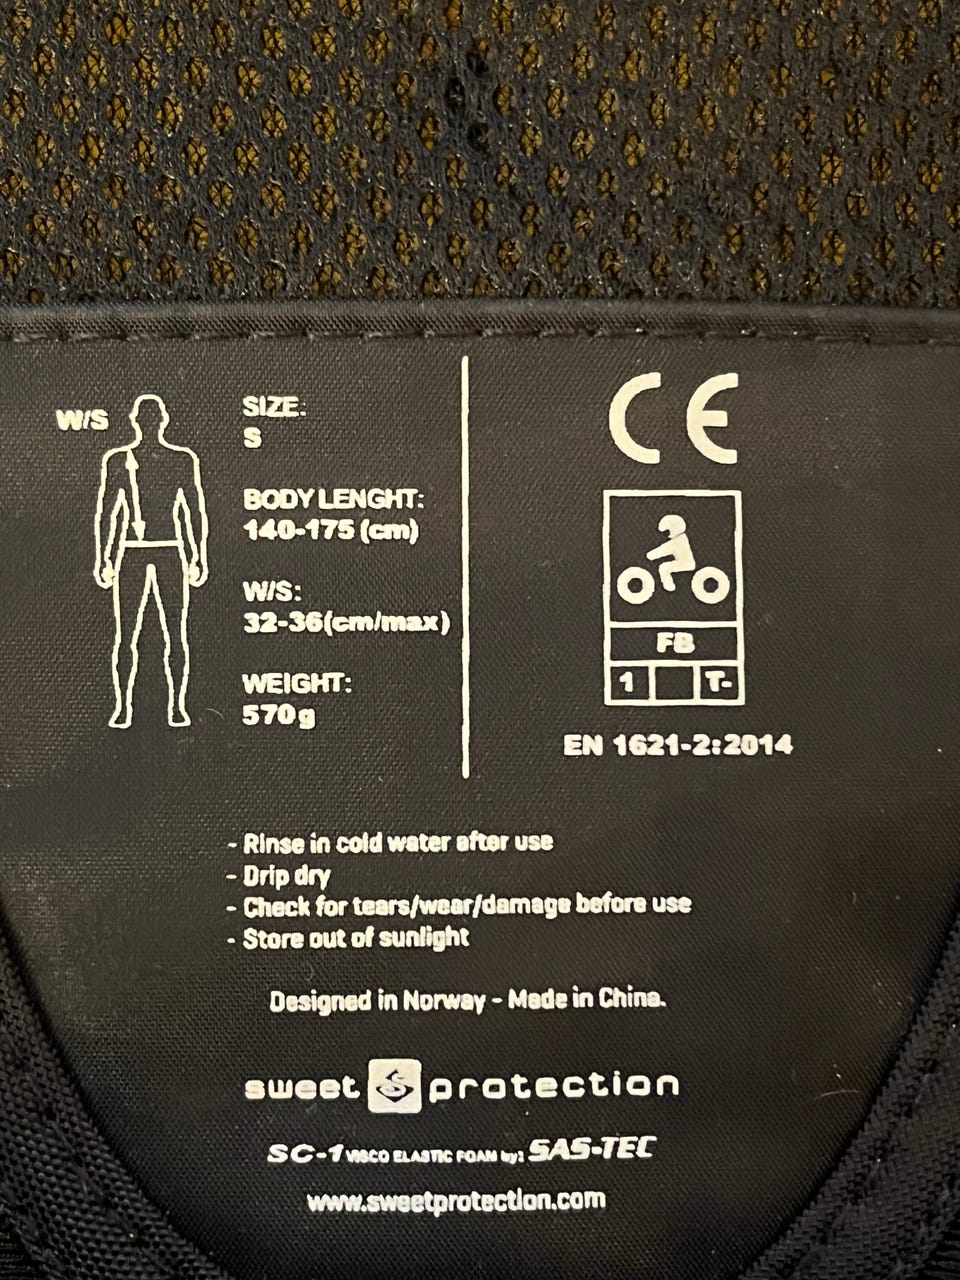 W/S
SIZE:
S
BODY LENGHT:
140-175 (cm)
W/S:
32-36(cm/max)
WEIGHT:
570g
CE
FB
1 T-
EN 1621-2:2014
- Rinse in cold water after use
- Drip dry
- Check for tears/wear/damage before use
- Store out of sunlight
Designed in Norway - Made in China.
sweet S protection
SC-1 VISCO ELASTIC FOAM by: SAS-TEC
www.sweetprotection.com